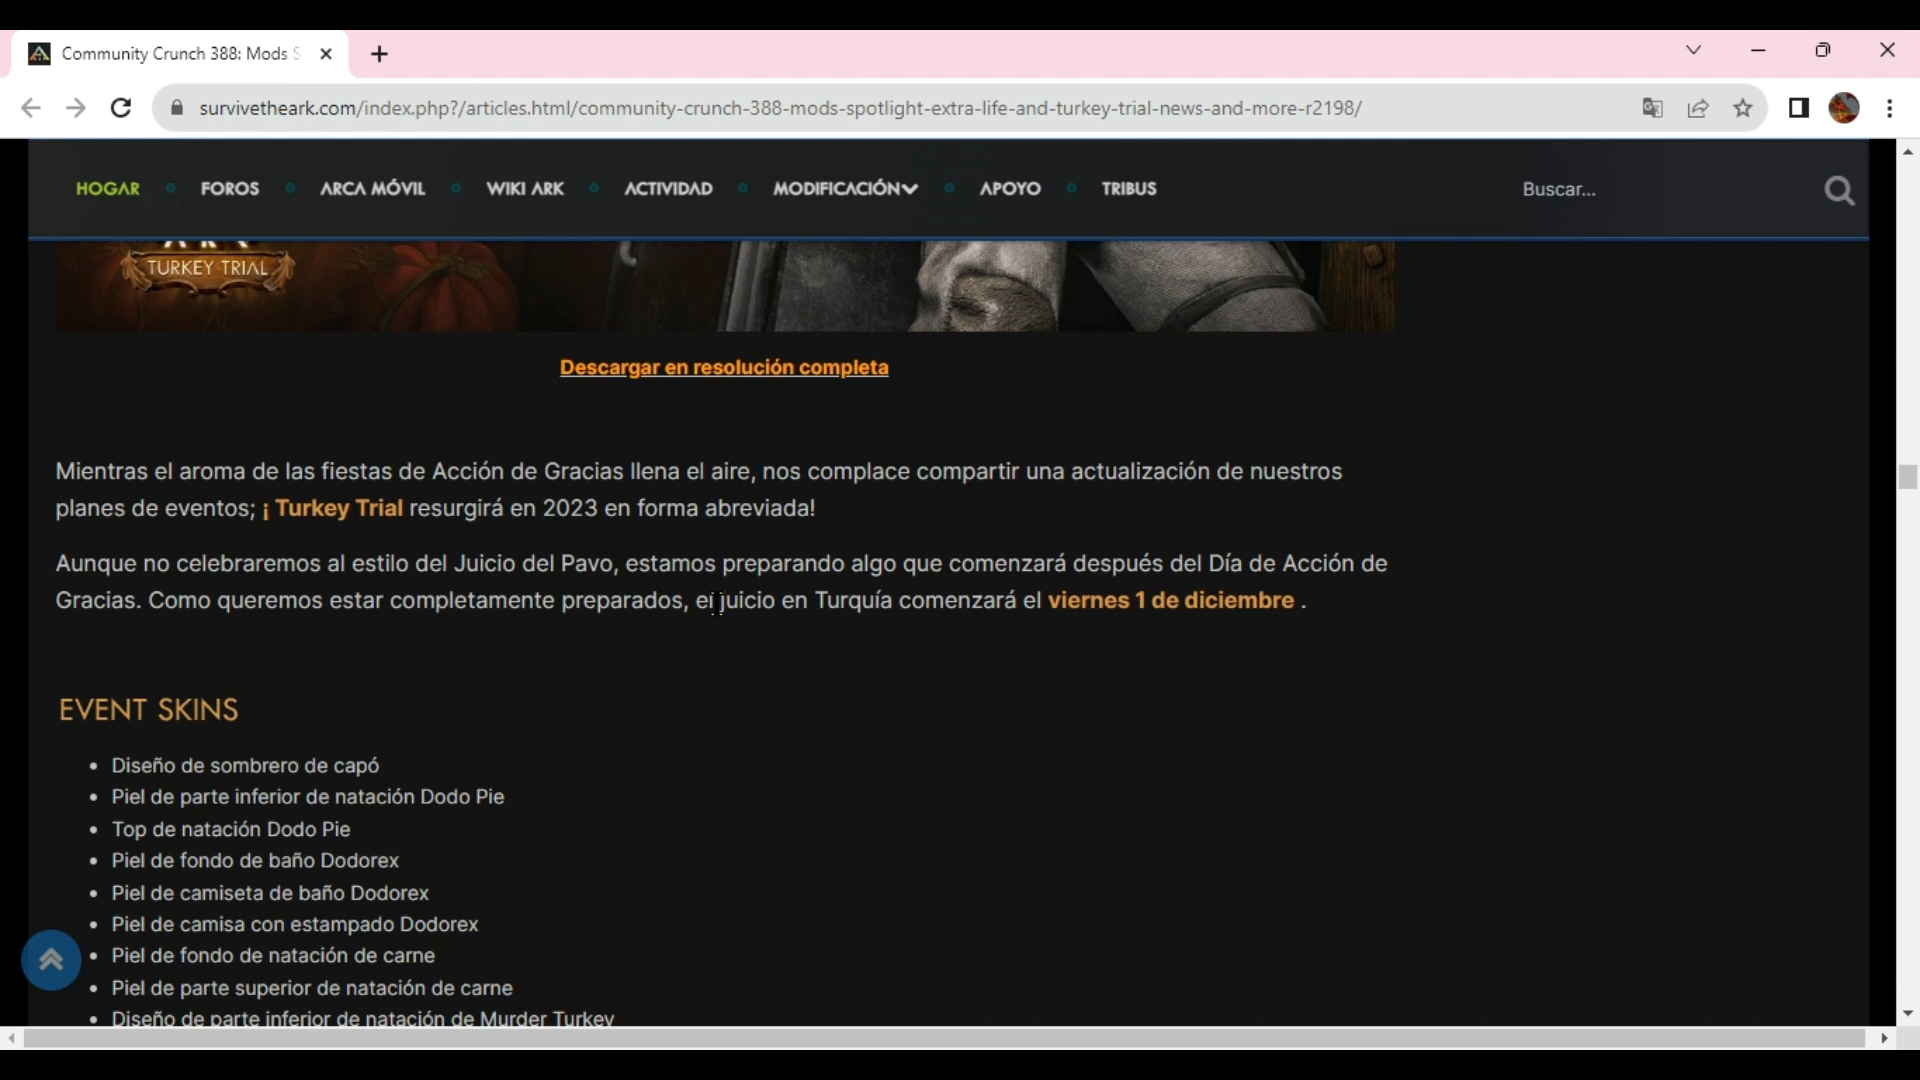 Community Crunch 388: Mods S
survivetheark.com/index.php?/articles.html/community-crunch-388-mods-spotlight-extra-life-and-turkey-trial-news-and-more-r2198/
HOGAR FOROS ARCA MÓVIL WIKI ARK ACTIVIDAD MODIFICACIÓN APOYO TRIBUS Buscar...
TURKEY TRIAL
Descargar en resolución completa
Mientras el aroma de las fiestas de Acción de Gracias llena el aire, nos complace compartir una actualización de nuestros
planes de eventos; ¡ Turkey Trial resurgirá en 2023 en forma abreviada!
Aunque no celebraremos al estilo del Juicio del Pavo, estamos preparando algo que comenzará después del Día de Acción de
Gracias. Como queremos estar completamente preparados, el juicio en Turquía comenzará el viernes 1 de diciembre .
EVENT SKINS
• Diseño de sombrero de capó
• Piel de parte inferior de natación Dodo Pie
• Top de natación Dodo Pie
• Piel de fondo de baño Dodorex
• Piel de camiseta de baño Dodorex
• Piel de camisa con estampado Dodorex
• Piel de fondo de natación de carne
• Piel de parte superior de natación de carne
• Diseño de parte inferior de natación de Murder Turkey